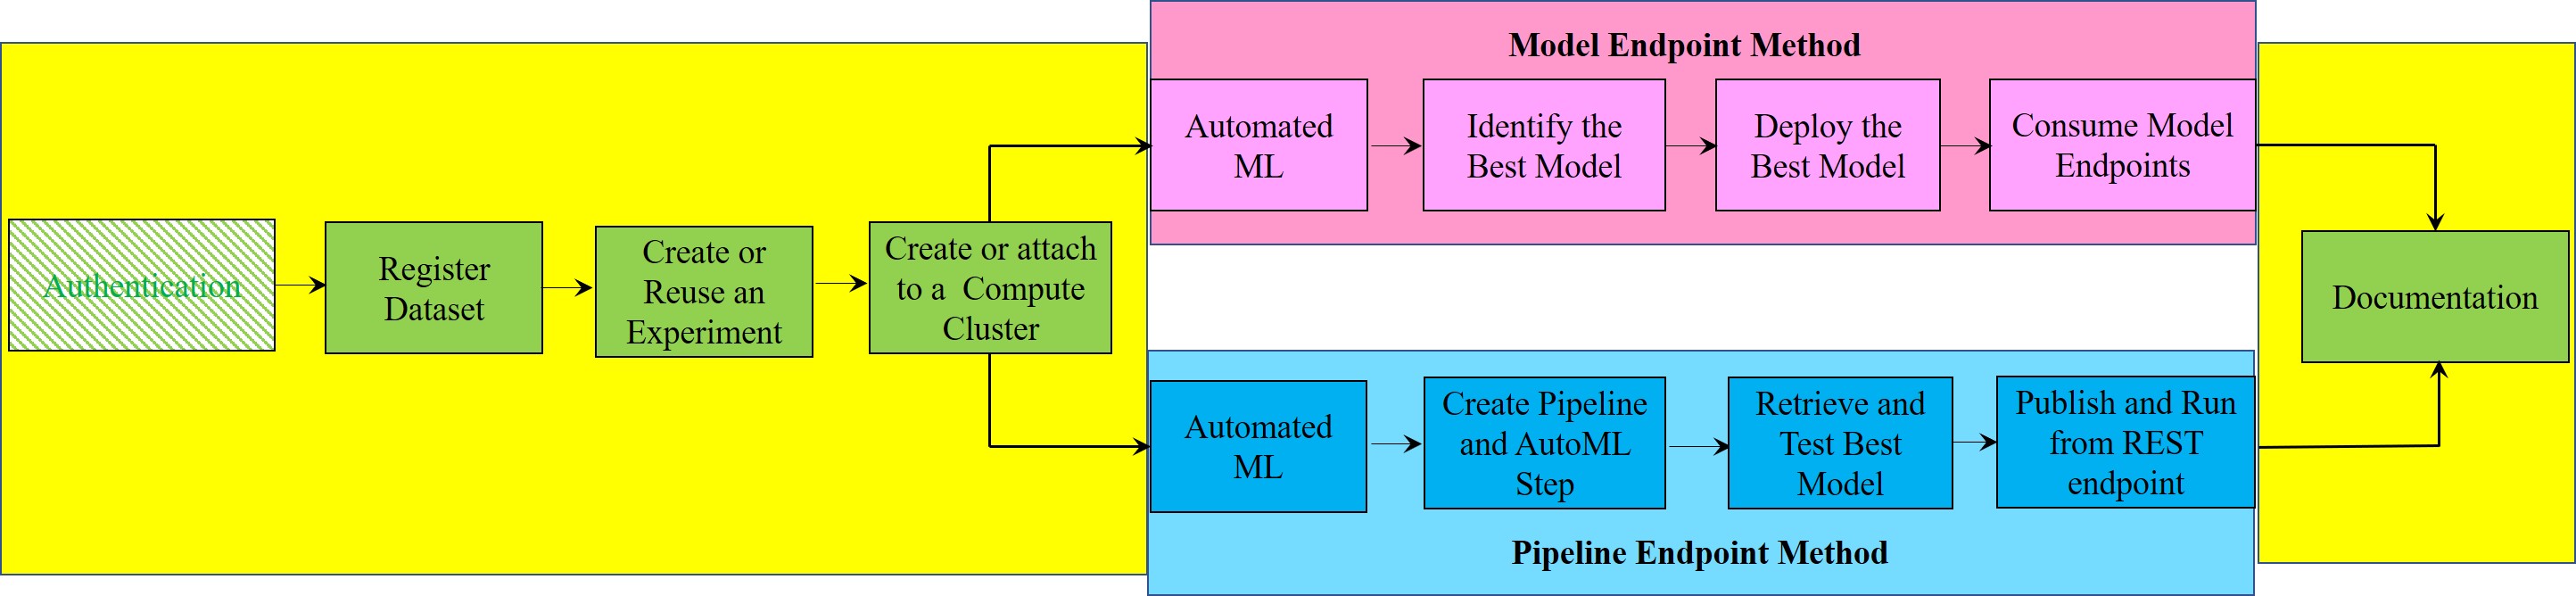 Authentication
Register
Dataset
Create or
Reuse an
Experiment
Create or attach
to a  Compute
Cluster
Model Endpoint Method
Automated
ML
Identify the
Best Model
Deploy the
Best Model
Consume Model
Endpoints
Automated
ML
Create Pipeline
and AutoML
Step
Retrieve and
Test Best
Model
Publish and Run
from REST
endpoint
Pipeline Endpoint Method
Documentation